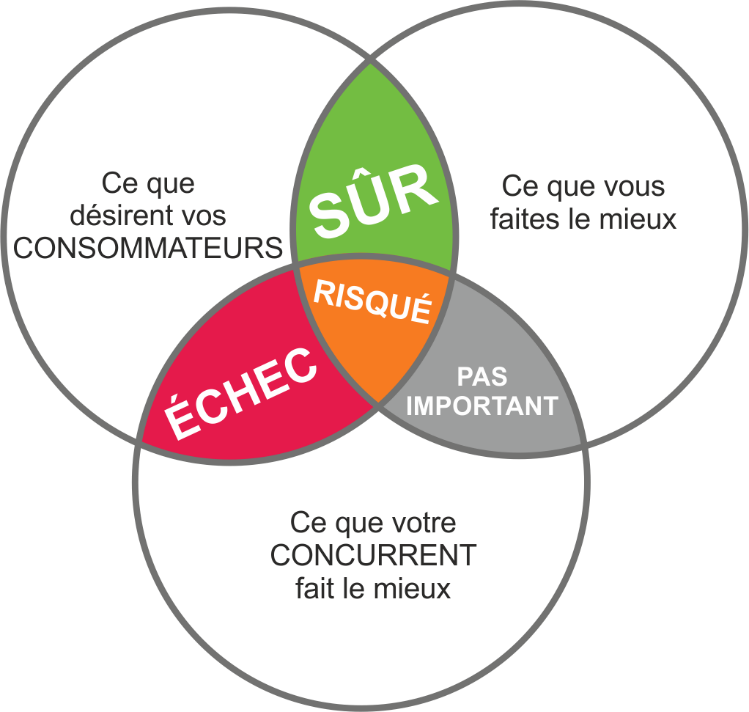 Ce que
désirent vos
CONSOMMATEURS
SÛR
Ce que vous
faites le mieux
RISQUÉ
ÉCHEC
PAS
IMPORTANT
Ce que votre
CONCURRENT
fait le mieux